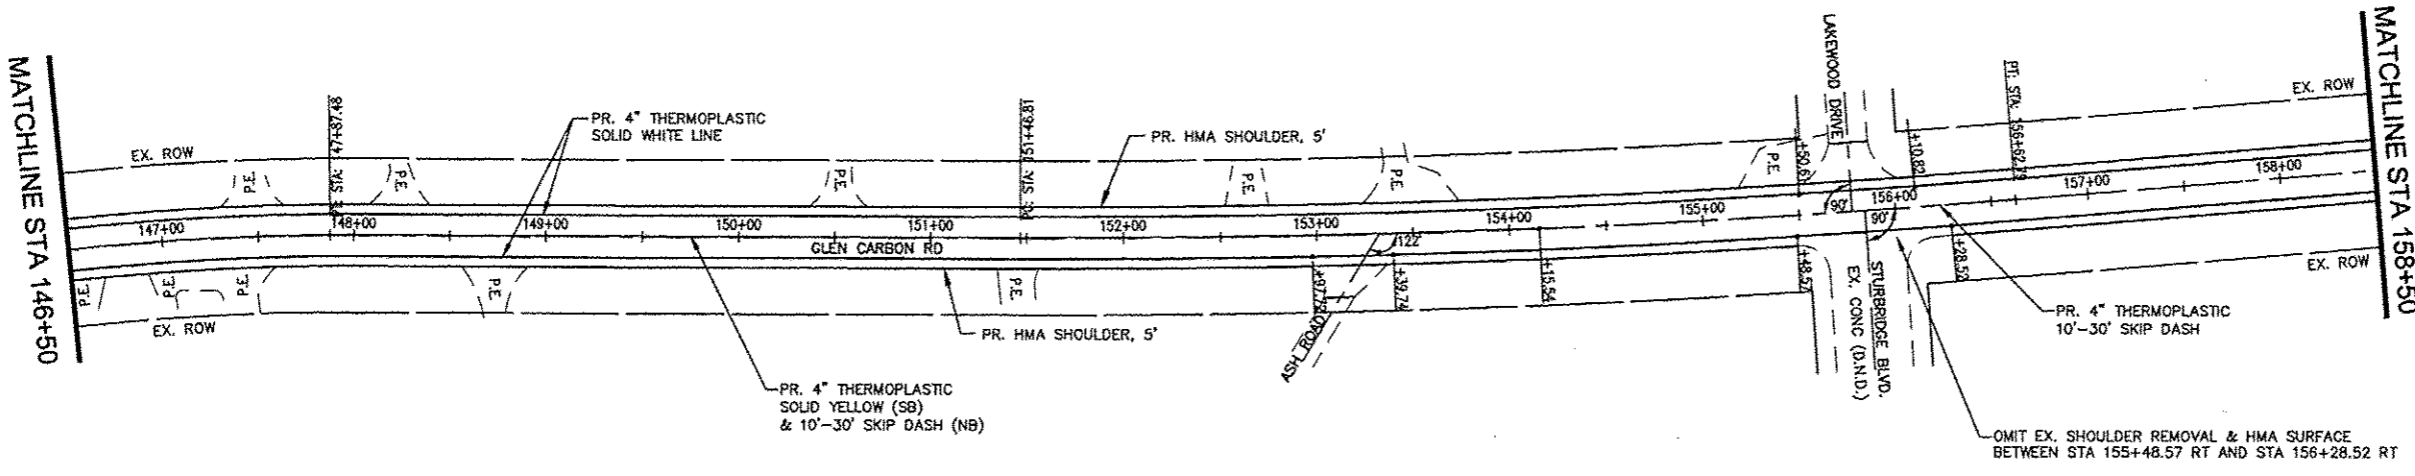 MATCHLINE STA 146+50
EX. ROW
P.E.
P.E.
P.E.
P.E.
P.E.
P.E.
STA: 147+87.48
PR. 4" THERMOPLASTIC
SOLID WHITE LINE
STA: 151+46.81
PR. HMA SHOULDER, 5'
LAKEWOOD DRIVE
+50.61
+10.82
PT: STA: 156+62.79
EX. ROW
MATCHLINE STA 158+50
147+00
148+00
149+00
150+00
151+00
152+00
153+00
154+00
155+00
156+00
157+00
158+00
GLEN CARBON RD
122
90'
90'
P.E.
P.E.
P.E.
P.E.
P.E.
EX. ROW
PR. HMA SHOULDER, 5'
ASH ROAD
+39.74
+15.54
+48.57
+28.52
STURBRIDGE BLVD.
EX. CONC (D.N.D.)
EX. ROW
PR. 4" THERMOPLASTIC
10'-30' SKIP DASH
PR. 4" THERMOPLASTIC
SOLID YELLOW (SB)
& 10'-30' SKIP DASH (NB)
OMIT EX. SHOULDER REMOVAL & HMA SURFACE
BETWEEN STA 155+48.57 RT AND STA 156+28.52 RT